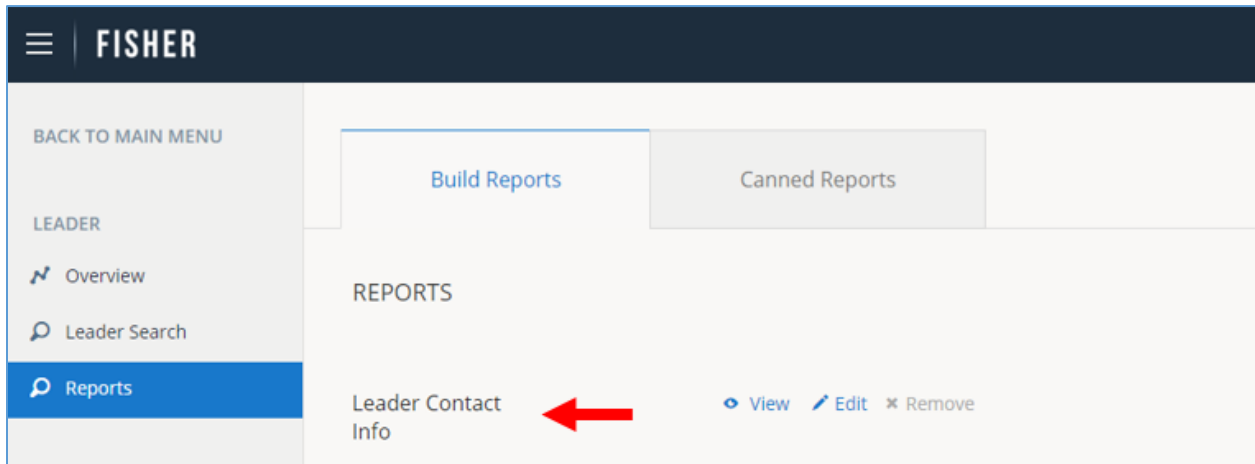 FISHER
BACK TO MAIN MENU
LEADER
Overview
Leader Search
Reports
Build Reports
Canned Reports
REPORTS
Leader Contact
Info
View Edit Remove